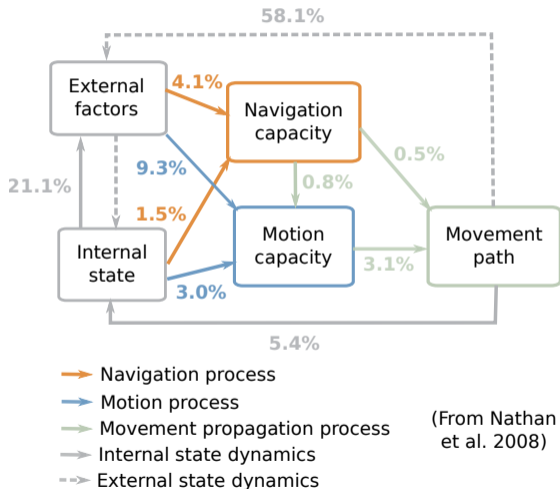 58.1%
External
factors
4.1%
Navigation
capacity
9.3%
0.5%
21.1%
0.8%
1.5%
Internal
state
Motion
capacity
Movement
path
3.1%
3.0%
5.4%
Navigation process
Motion process
Movement propagation process
Internal state dynamics
External state dynamics
(From Nathan
et al. 2008)